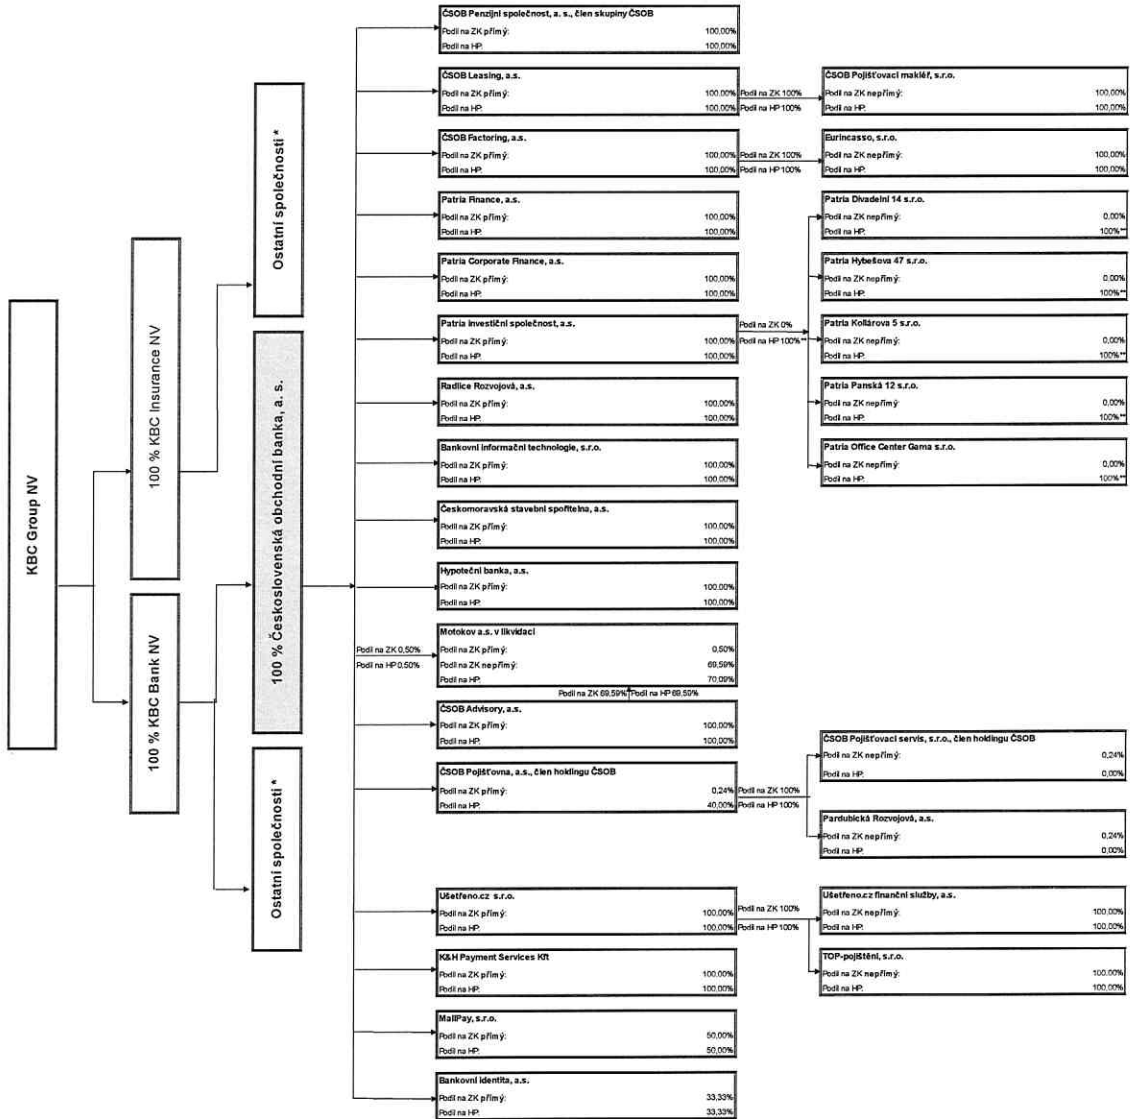 KBC Group NV
100 % KBC Insurance NV
100 % KBC Bank NV
Ostatní společnosti *
100 % Československá obchodní banka, a. s.
Ostatní společnosti *
ČSOB Penzijní společnost, a. s., člen skupiny ČSOB
Podíl na ZK přímý: 100,00%
Podíl na HP: 100,00%
ČSOB Leasing, a.s.
Podíl na ZK přímý: 100,00%
Podíl na HP: 100,00%
Podíl na ZK 100%
Podíl na HP 100%
ČSOB Pojišťovací makléř, s.r.o.
Podíl na ZK nepřímý: 100,00%
Podíl na HP: 100,00%
ČSOB Factoring, a.s.
Podíl na ZK přímý: 100,00%
Podíl na HP: 100,00%
Podíl na ZK 100%
Podíl na HP 100%
Eurincasso, s.r.o.
Podíl na ZK nepřímý: 100,00%
Podíl na HP: 100,00%
Patria Finance, a.s.
Podíl na ZK přímý: 100,00%
Podíl na HP: 100,00%
Patria Corporate Finance, a.s.
Podíl na ZK přímý: 100,00%
Podíl na HP: 100,00%
Patria investiční společnost, a.s.
Podíl na ZK přímý: 100,00%
Podíl na HP: 100,00%
Podíl na ZK 0%
Podíl na HP 100%**
Patria Divadelní 14 s.r.o.
Podíl na ZK nepřímý: 0,00%
Podíl na HP: 100%**
Patria Hybešova 47 s.r.o.
Podíl na ZK nepřímý: 0,00%
Podíl na HP: 100%**
Patria Kollárova 5 s.r.o.
Podíl na ZK nepřímý: 0,00%
Podíl na HP: 100%**
Patria Panská 12 s.r.o.
Podíl na ZK nepřímý: 0,00%
Podíl na HP: 100%**
Patria Office Center Gama s.r.o.
Podíl na ZK nepřímý: 0,00%
Podíl na HP: 100%**
Radlice Rozvojová, a.s.
Podíl na ZK přímý: 100,00%
Podíl na HP: 100,00%
Bankovní informační technologie, s.r.o.
Podíl na ZK přímý: 100,00%
Podíl na HP: 100,00%
Českomoravská stavební spořitelna, a.s.
Podíl na ZK přímý: 100,00%
Podíl na HP: 100,00%
Hypoteční banka, a.s.
Podíl na ZK přímý: 100,00%
Podíl na HP: 100,00%
Podíl na ZK 0,50%
Podíl na HP 0,50%
Motokov a.s. v likvidaci
Podíl na ZK přímý: 0,50%
Podíl na ZK nepřímý: 69,59%
Podíl na HP: 70,09%
Podíl na ZK 69,59% Podíl na HP 69,59%
ČSOB Advisory, a.s.
Podíl na ZK přímý: 100,00%
Podíl na HP: 100,00%
ČSOB Pojišťovna, a.s., člen holdingu ČSOB
Podíl na ZK přímý: 0,24%
Podíl na HP: 40,00%
Podíl na ZK 100%
Podíl na HP 100%
ČSOB Pojišťovací servis, s.r.o., člen holdingu ČSOB
Podíl na ZK nepřímý: 0,24%
Podíl na HP: 0,00%
Pardubická Rozvojová, a.s.
Podíl na ZK nepřímý: 0,24%
Podíl na HP: 0,00%
Ušetřeno.cz s.r.o.
Podíl na ZK přímý: 100,00%
Podíl na HP: 100,00%
Podíl na ZK 100%
Podíl na HP 100%
Ušetřeno.cz finanční služby, a.s.
Podíl na ZK nepřímý: 100,00%
Podíl na HP: 100,00%
TOP-pojištění, s.r.o.
Podíl na ZK nepřímý: 100,00%
Podíl na HP: 100,00%
K&H Payment Services Kft
Podíl na ZK přímý: 100,00%
Podíl na HP: 100,00%
MallPay, s.r.o.
Podíl na ZK přímý: 50,00%
Podíl na HP: 50,00%
Bankovní identita, a.s.
Podíl na ZK přímý: 33,33%
Podíl na HP: 33,33%